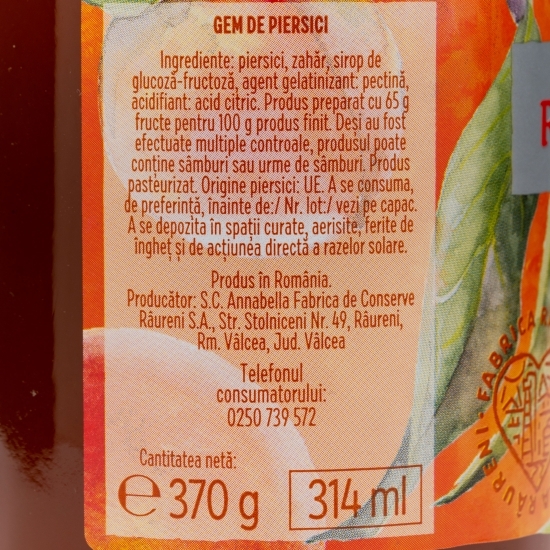 GEM DE PIERSICI
Ingrediente: piersici, zahăr, sirop de
glucoză-fructoză, agent gelatinizant: pectină,
acidifiant: acid citric. Produs preparat cu 65 g
fructe pentru 100 g produs finit. Deși au fost
efectuate multiple controale, produsul poate
conține sâmburi sau urme de sâmburi. Produs
pasteurizat. Origine piersici: UE. A se consuma,
de preferință, înainte de:/ Nr. lot:/ vezi pe capac.
A se depozita în spații curate, aerisite, ferite de
îngheț și de acțiunea directă a razelor solare.
Produs în România.
Producător: S.C. Annabella Fabrica de Conserve
Râureni S.A., Str. Stolniceni Nr. 49, Râureni,
Rm. Vâlcea, Jud. Vâlcea
Telefonul
consumatorului:
0250 739 572
Cantitatea netă:
℮ 370 g 314 ml
RÂURENI · FABRICA